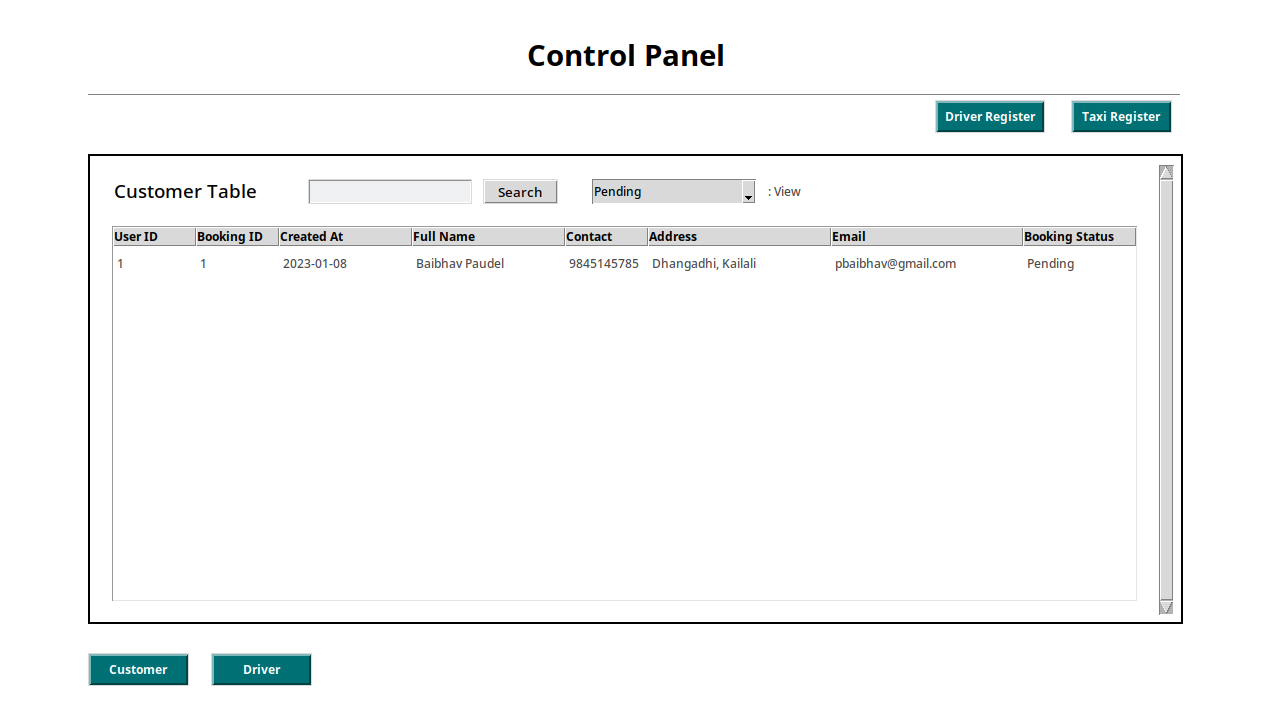 Control Panel
Driver Register Taxi Register
Customer Table Search Pending : View
User ID Booking ID Created At Full Name Contact Address Email Booking Status
1 1 2023-01-08 Baibhav Paudel 9845145785 Dhangadhi, Kailali pbaibhav@gmail.com Pending
Customer Driver